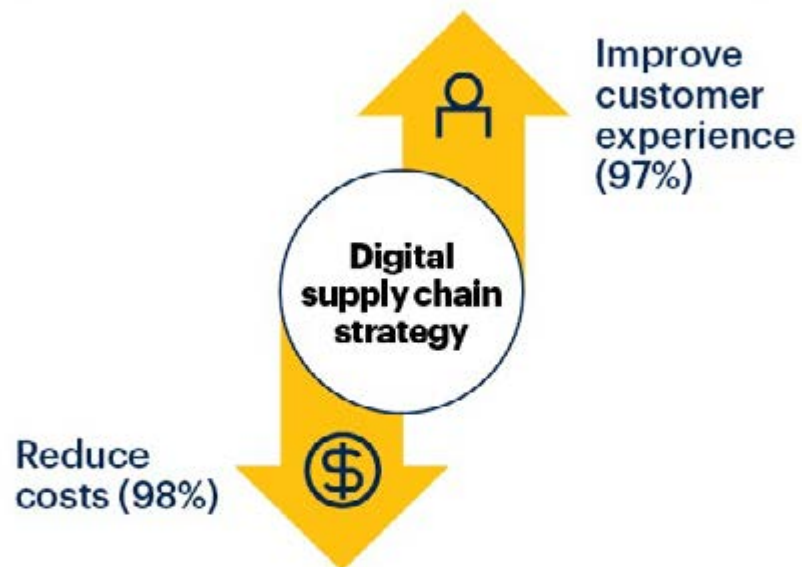 Improve
customer
experience
(97%)
Digital
supply chain
strategy
Reduce
costs (98%)
$